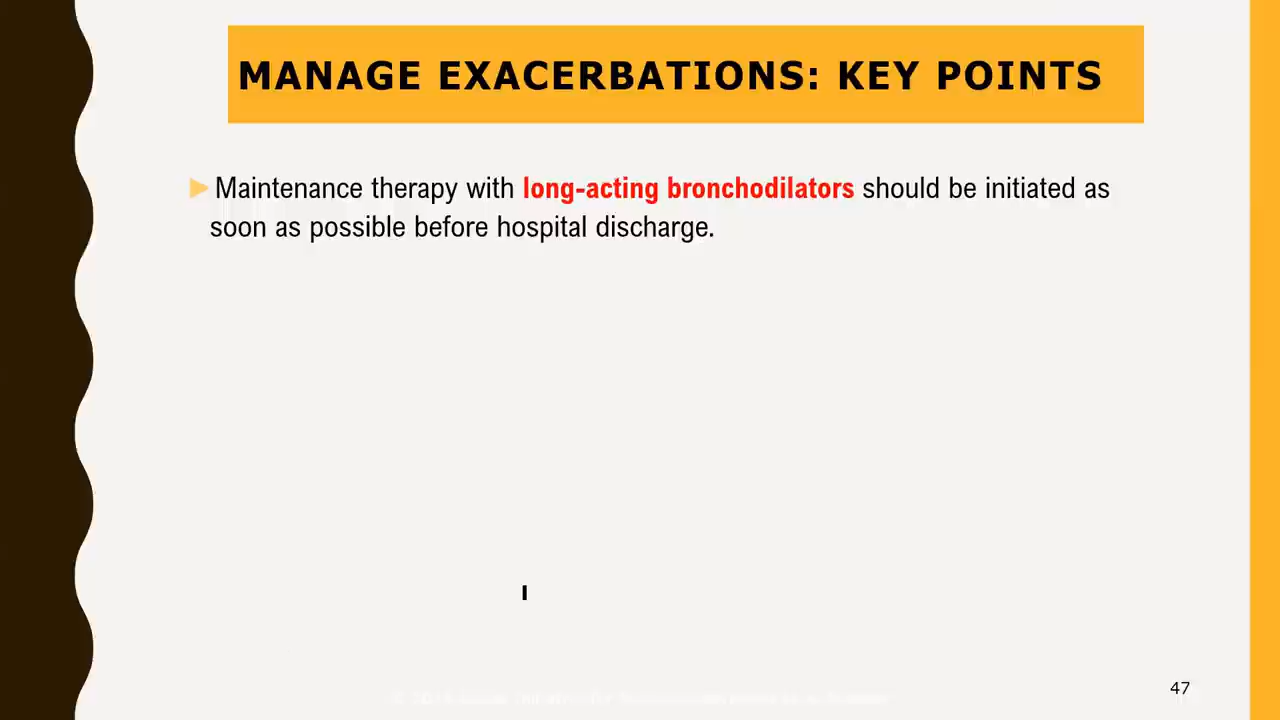 MANAGE EXACERBATIONS: KEY POINTS
Maintenance therapy with long-acting bronchodilators should be initiated as
soon as possible before hospital discharge.
47